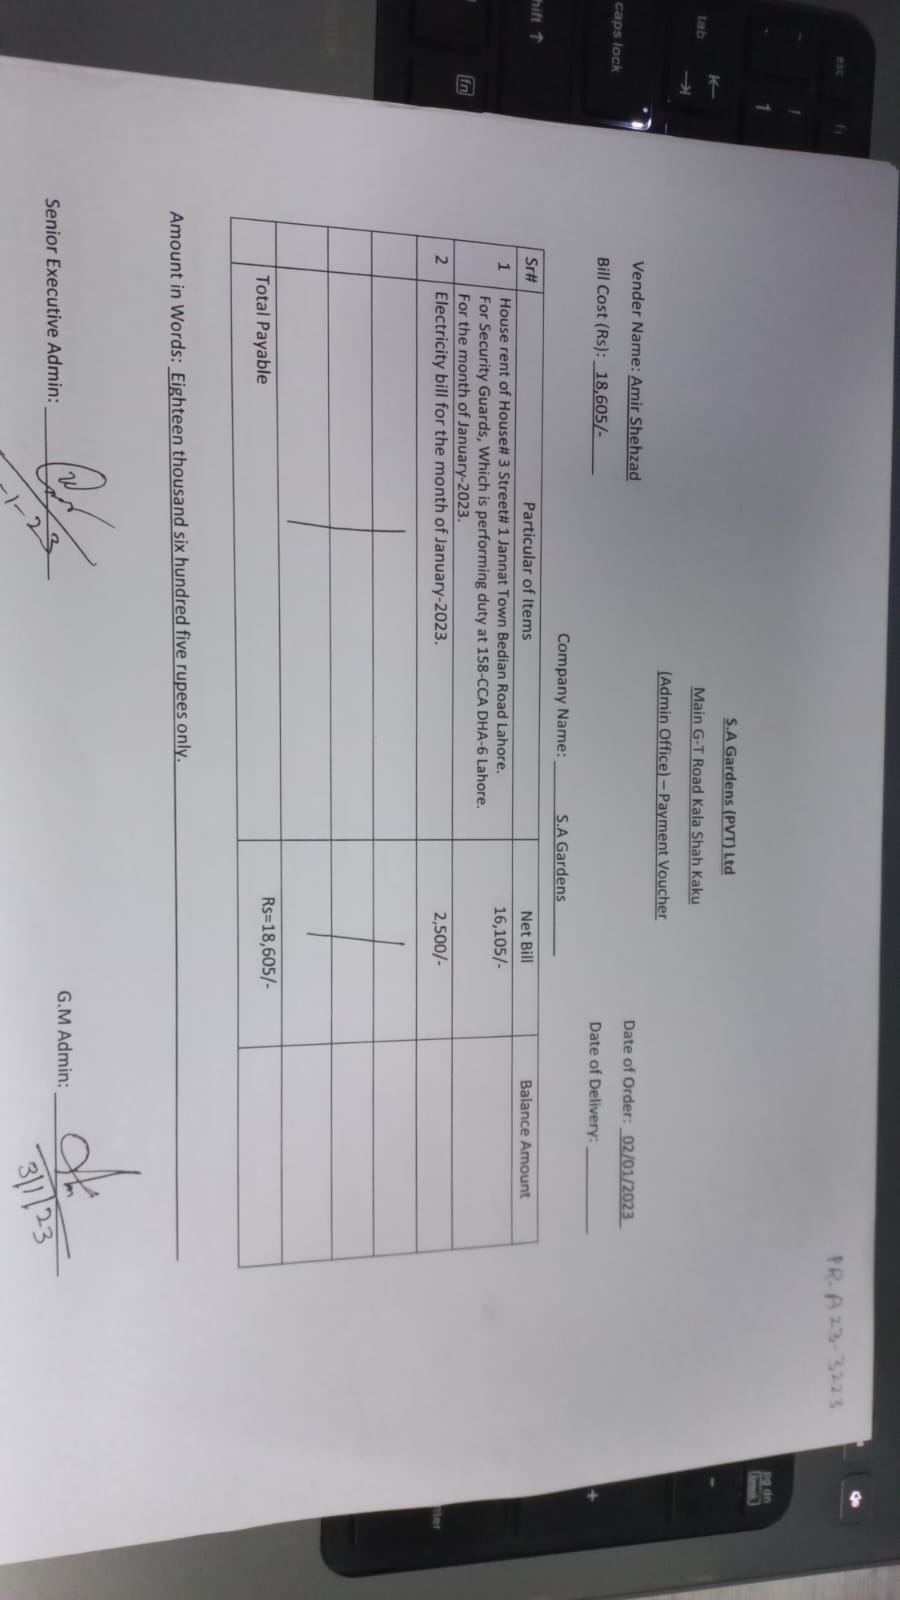 PR-A 23-3223
S.A Gardens (PVT) Ltd
Main G-T Road Kala Shah Kaku
(Admin Office) – Payment Voucher
Vender Name: Amir Shehzad Date of Order: 02/01/2023
Bill Cost (Rs): 18,605/- Date of Delivery:
Company Name: S.A Gardens
Sr# Particular of Items Net Bill Balance Amount
1 House rent of House# 3 Street# 1 Jannat Town Bedian Road Lahore. 16,105/-
For Security Guards, Which is performing duty at 158-CCA DHA-6 Lahore.
For the month of January-2023.
2 Electricity bill for the month of January-2023. 2,500/-
Total Payable Rs=18,605/-
Amount in Words: Eighteen thousand six hundred five rupees only.
Senior Executive Admin: G.M Admin:
-1-23 3/1/23
esc
f1
!
1
tab
caps lock
shift
fn
pg dn
break
-
+